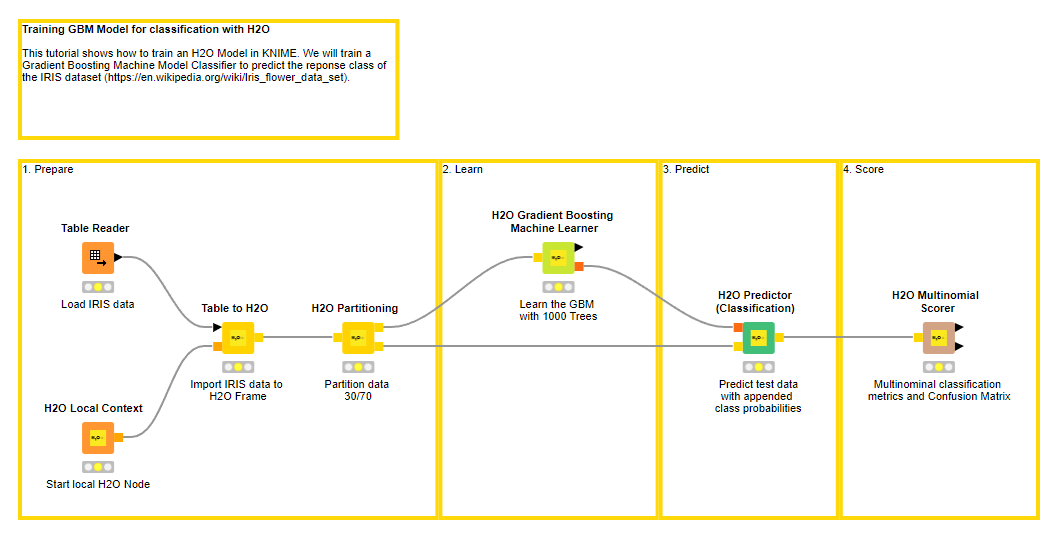 Training GBM Model for classification with H2O
This tutorial shows how to train an H2O Model in KNIME. We will train a
Gradient Boosting Machine Model Classifier to predict the reponse class of
the IRIS dataset (https://en.wikipedia.org/wiki/Iris_flower_data_set).
1. Prepare
2. Learn
3. Predict
4. Score
Table Reader
Load IRIS data
H2O Local Context
Start local H2O Node
Table to H2O
Import IRIS data to
H2O Frame
H2O Partitioning
Partition data
30/70
H2O Gradient Boosting
Machine Learner
Learn the GBM
with 1000 Trees
H2O Predictor
(Classification)
Predict test data
with appended
class probabilities
H2O Multinomial
Scorer
Multinominal classification
metrics and Confusion Matrix